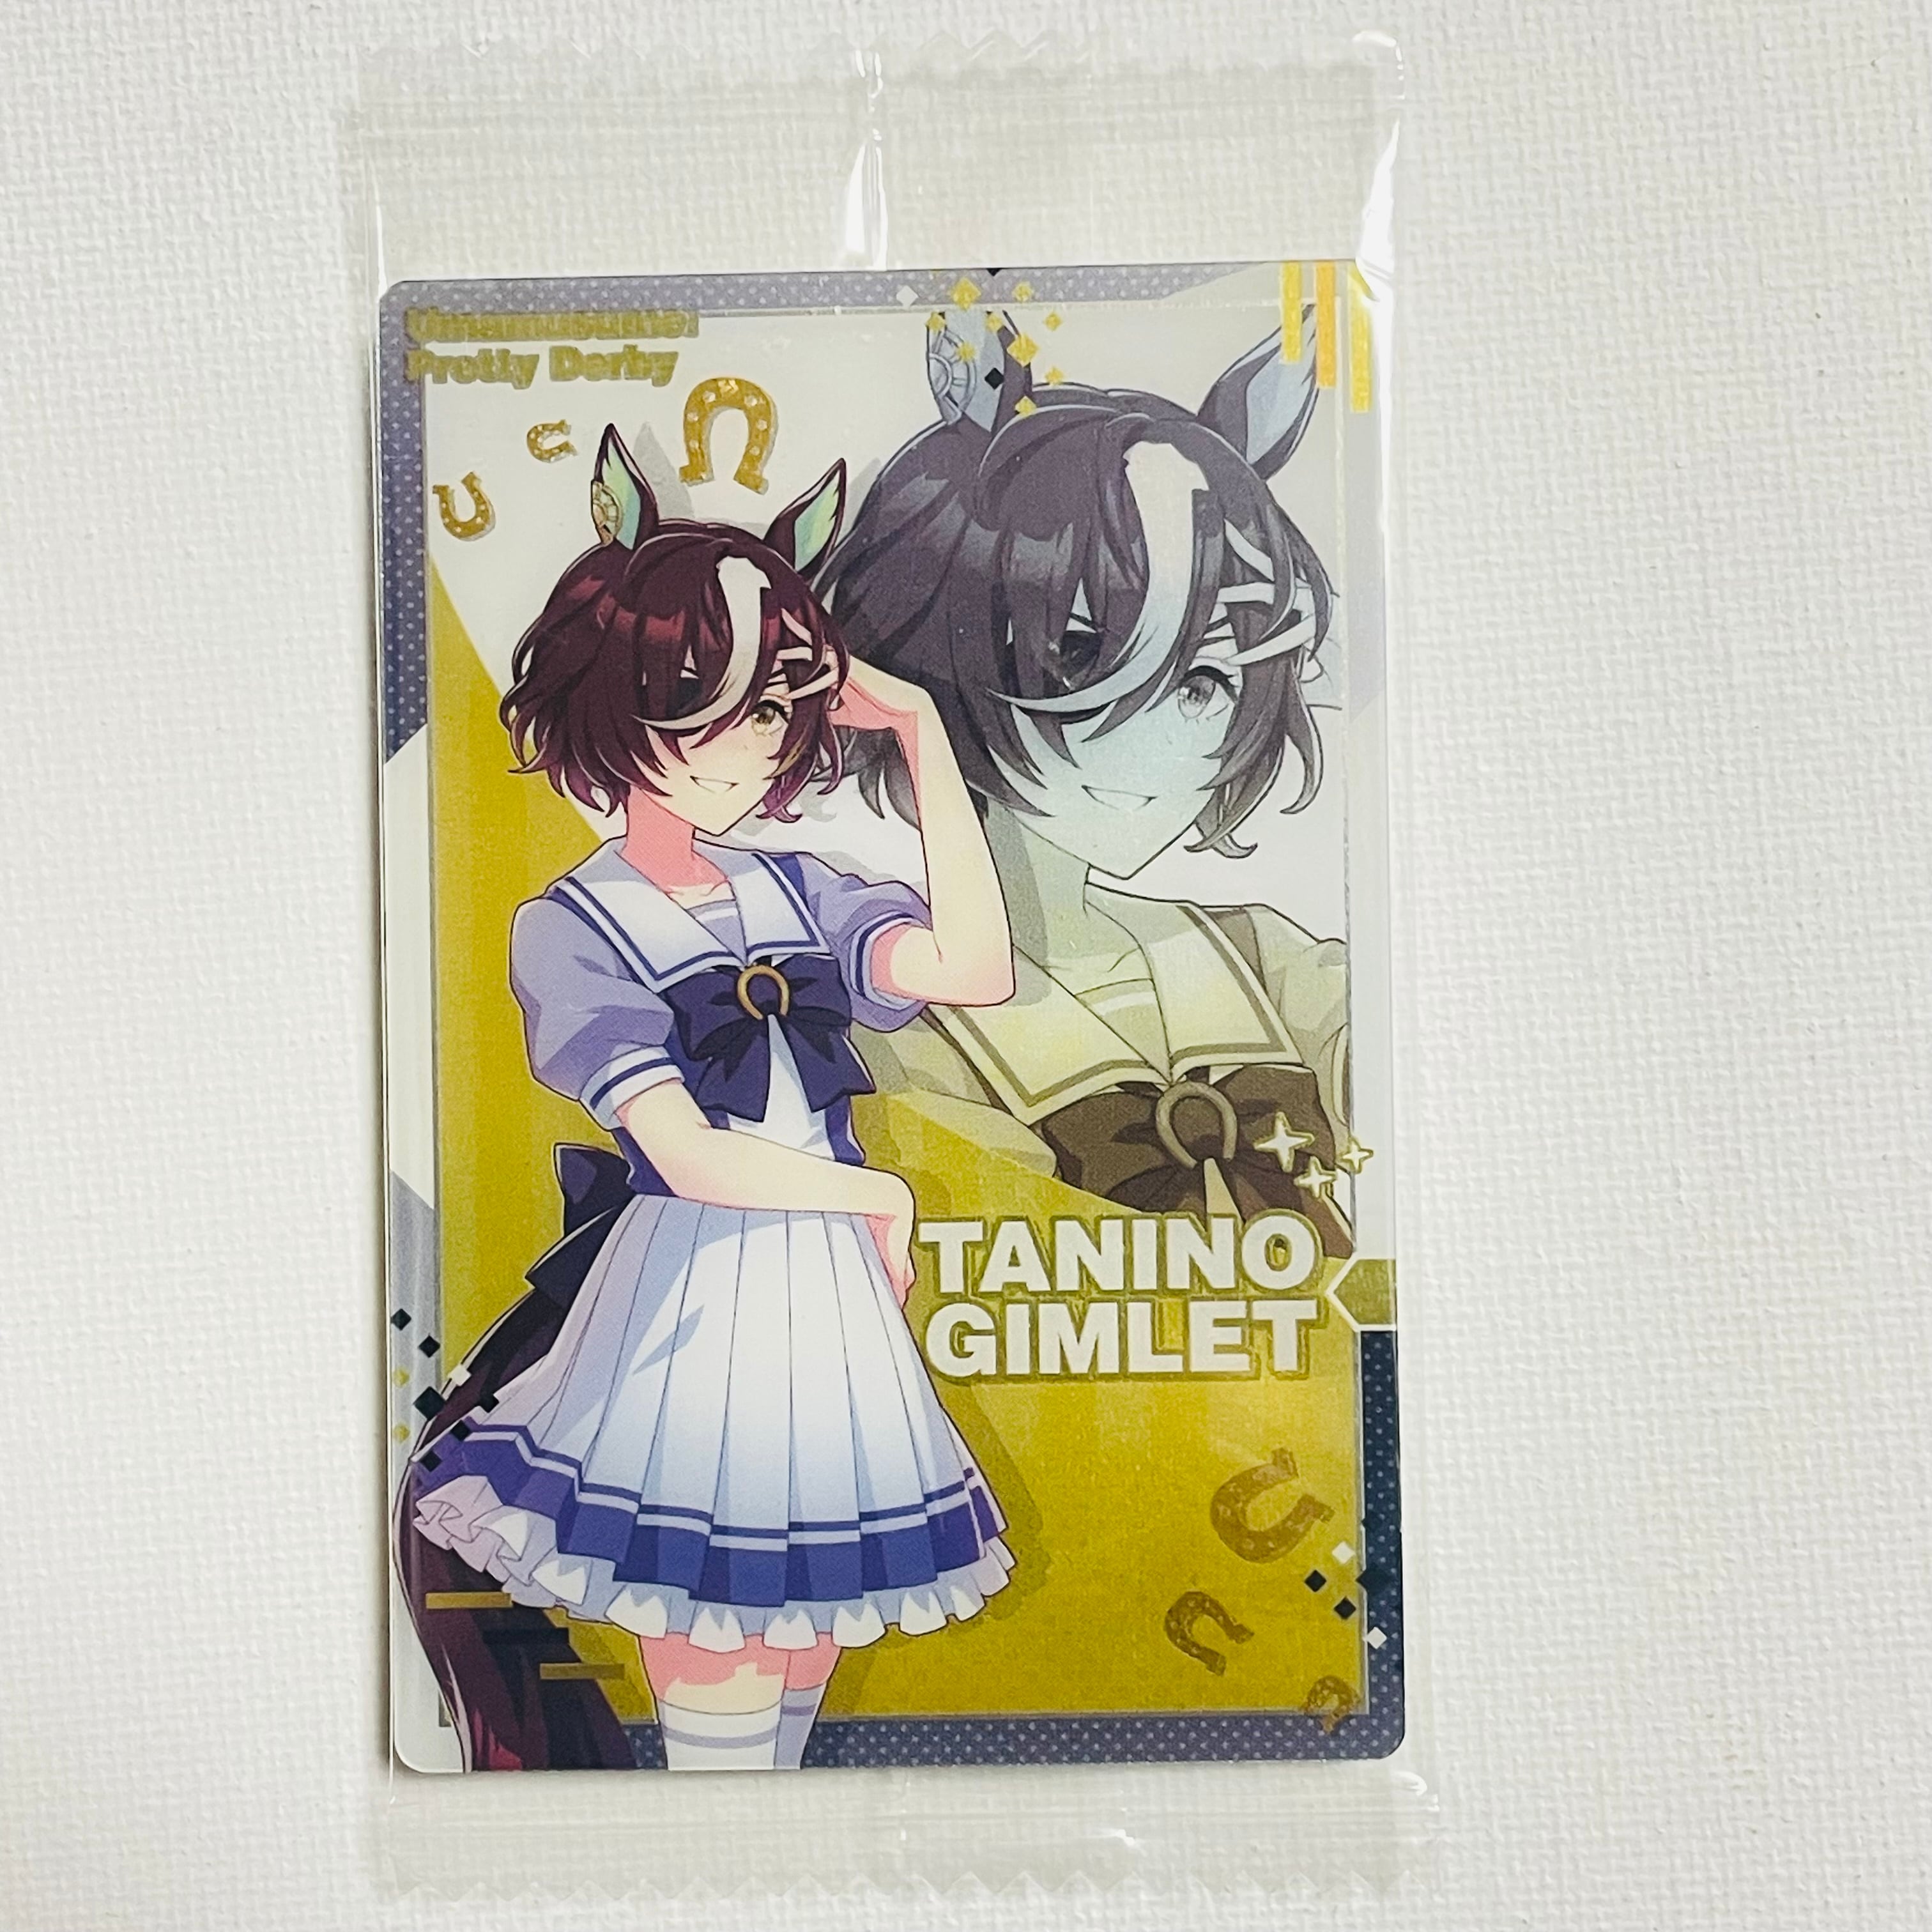 Umamusume:
Pretty Derby
TANINO
GIMLET